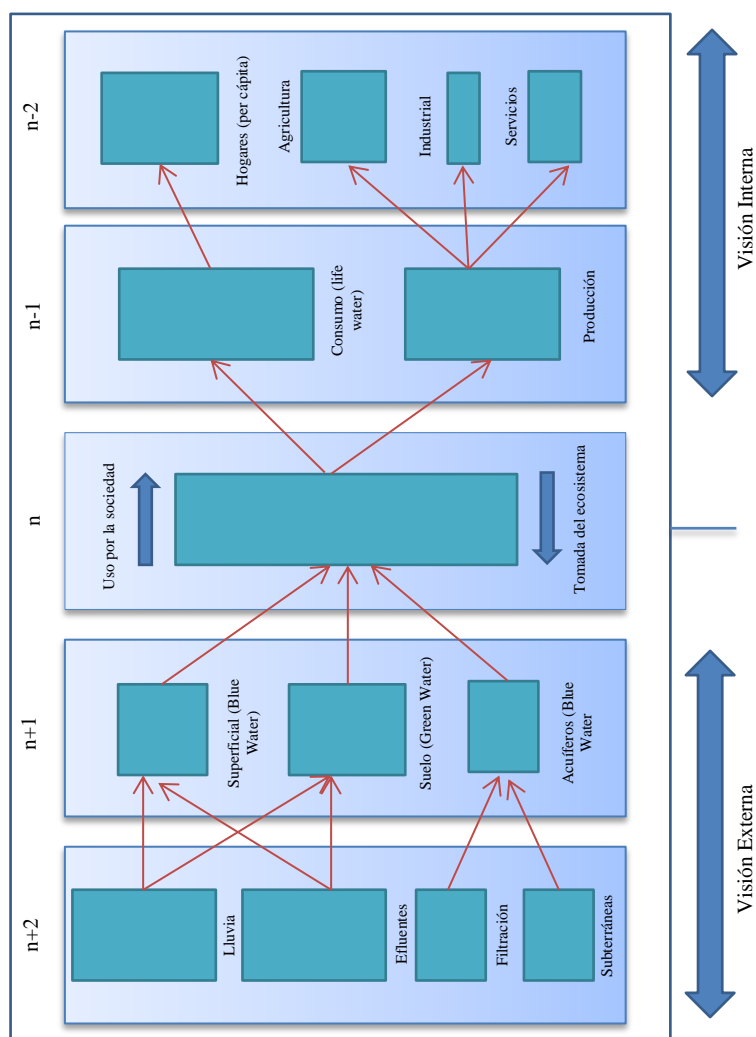 n+2
n+1
n
n-1
n-2
Lluvia
Efluentes
Filtración
Subterráneas
Superficial (Blue
Water)
Suelo (Green Water)
Acuíferos (Blue
Water
Uso por la sociedad
Tomada del ecosistema
Consumo (life
water)
Producción
Hogares (per cápita)
Agricultura
Industrial
Servicios
Visión Externa
Visión Interna